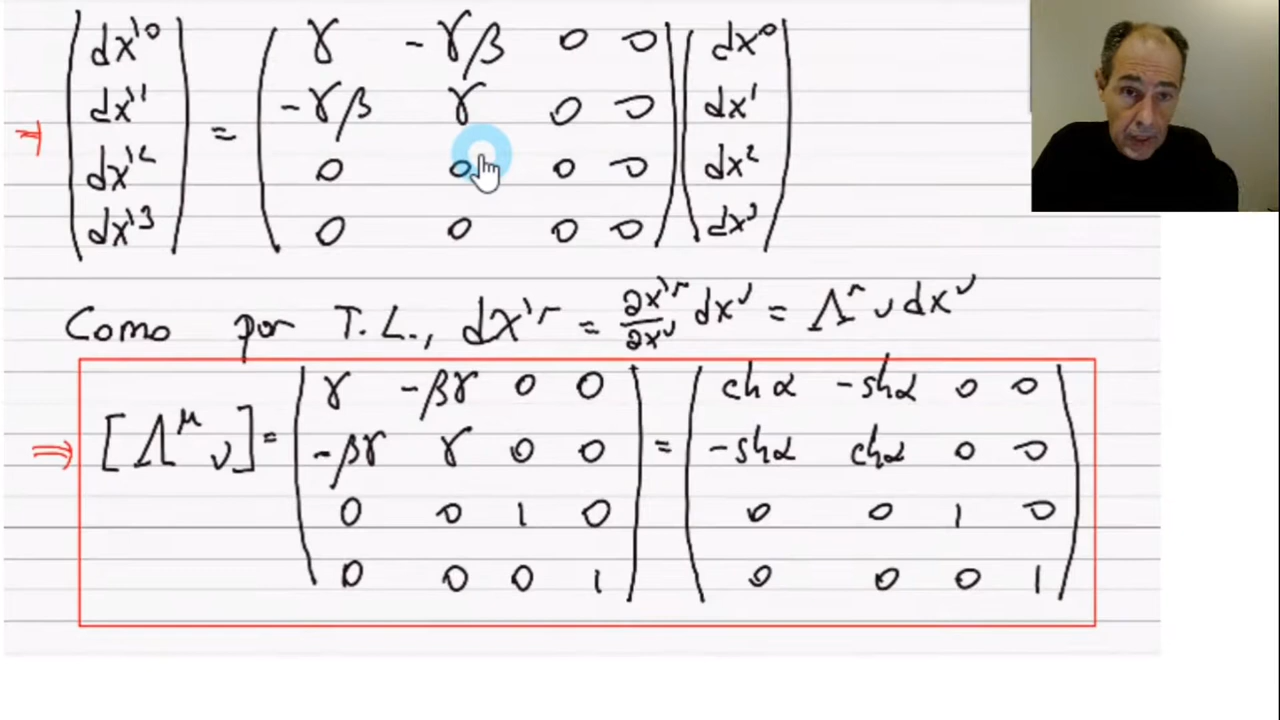 |dx'⁰| = (γ -γβ 0 0) |dx⁰|
|dx'¹| = (-γβ γ 0 0) |dx¹|
|dx'²| = (0 0 0 0) |dx²|
|dx'³| = (0 0 0 0) |dx³|
Como por T.L., dx'^μ = ∂x'^μ/∂x^ν dx^ν = Λ^μ_ν dx^ν
⇒ [Λ^μ_ν] = (γ -βγ 0 0) = (chα -shα 0 0)
(-βγ γ 0 0) (-shα chα 0 0)
(0 0 1 0) (0 0 1 0)
(0 0 0 1) (0 0 0 1)